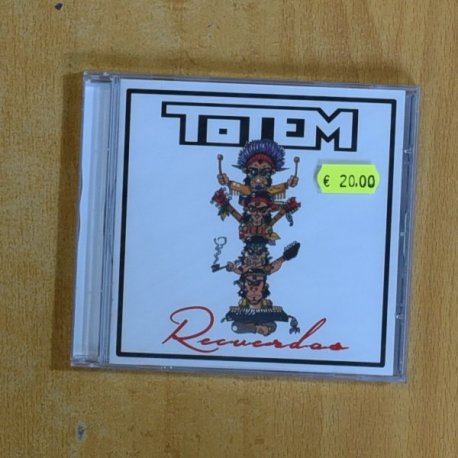 TOTEM
€ 20.00
Recuerdos